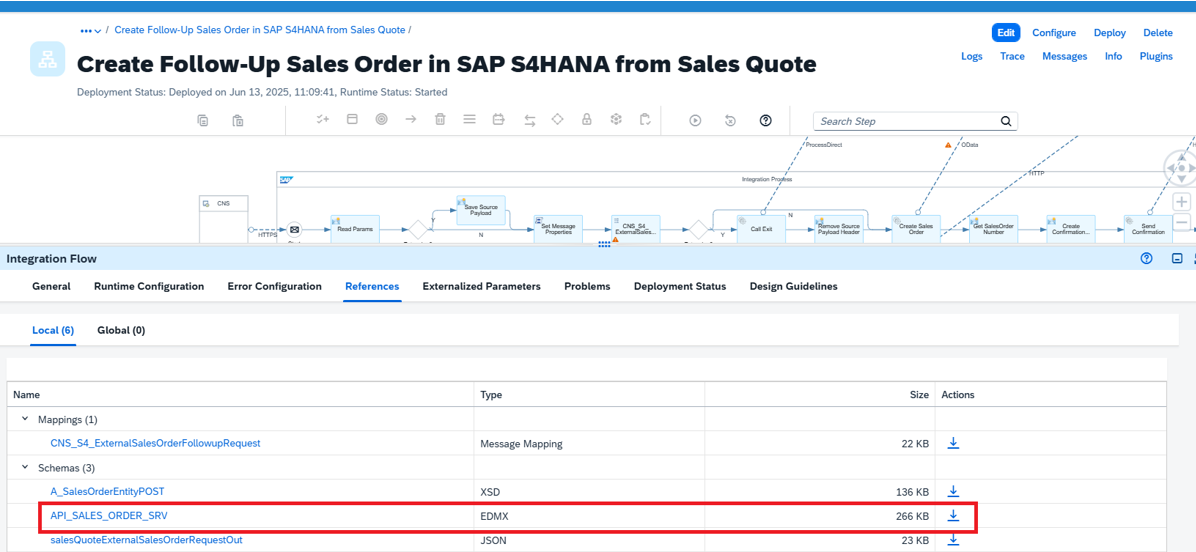 ••• / Create Follow-Up Sales Order in SAP S4HANA from Sales Quote /
Edit Configure Deploy Delete
Create Follow-Up Sales Order in SAP S4HANA from Sales Quote
Logs Trace Messages Info Plugins
Deployment Status: Deployed on Jun 13, 2025, 11:09:41, Runtime Status: Started
Search Step
ProcessDirect
OData
HTTP
SAP
Integration Process
CNS
HTTPS
Read Params
Y
Save Source
Payload
N
Set Message
Properties
CNS_S4_
ExternalSales...
N
Y
Call Exit
Remove Source
Payload Header
Create Sales
Order
Get SalesOrder
Number
Create
Confirmation...
Send
Confirmation
Integration Flow
General Runtime Configuration Error Configuration References Externalized Parameters Problems Deployment Status Design Guidelines
Local (6) Global (0)
Name Type Size Actions
Mappings (1)
CNS_S4_ExternalSalesOrderFollowupRequest Message Mapping 22 KB
Schemas (3)
A_SalesOrderEntityPOST XSD 136 KB
API_SALES_ORDER_SRV EDMX 266 KB
salesQuoteExternalSalesOrderRequestOut JSON 23 KB